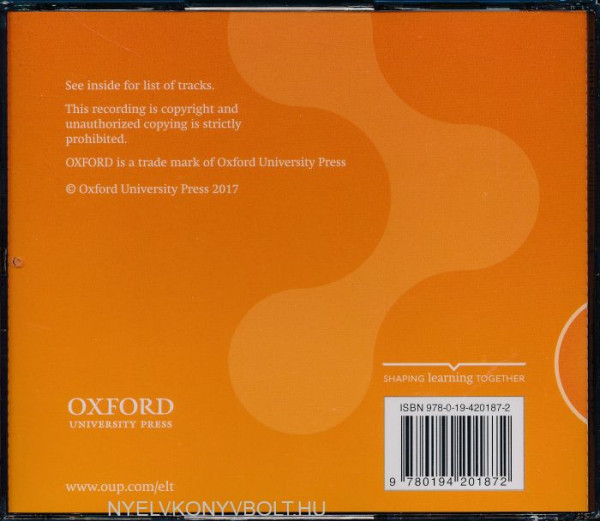 See inside for list of tracks.
This recording is copyright and
unauthorized copying is strictly
prohibited.
OXFORD is a trade mark of Oxford University Press
© Oxford University Press 2017
SHAPING learning TOGETHER
OXFORD
UNIVERSITY PRESS
ISBN 978-0-19-420187-2
9 780194 201872
www.oup.com/elt
NYELVKONYVBOLT.HU